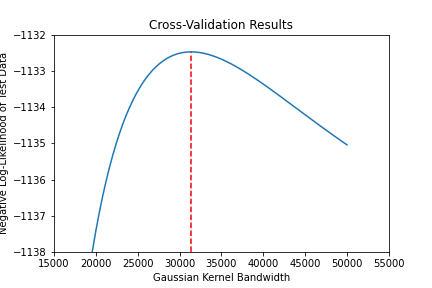 Cross-Validation Results
Negative Log-Likelihood of Test Data
−1132
−1133
−1134
−1135
−1136
−1137
−1138
15000 20000 25000 30000 35000 40000 45000 50000 55000
Gaussian Kernel Bandwidth